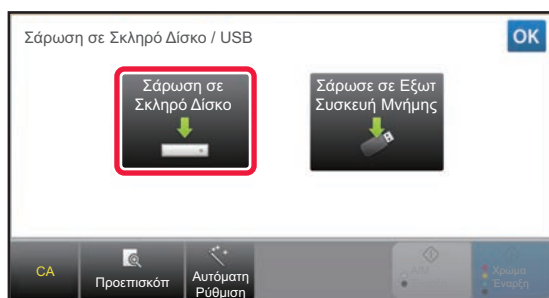 Σάρωση σε Σκληρό Δίσκο / USB
OK
Σάρωση σε
Σκληρό Δίσκο
Σάρωσε σε Εξωτ
Συσκευή Μνήμης
CA
Προεπισκόπ
Αυτόματη
Ρύθμιση
Χρώμα
Έναρξη